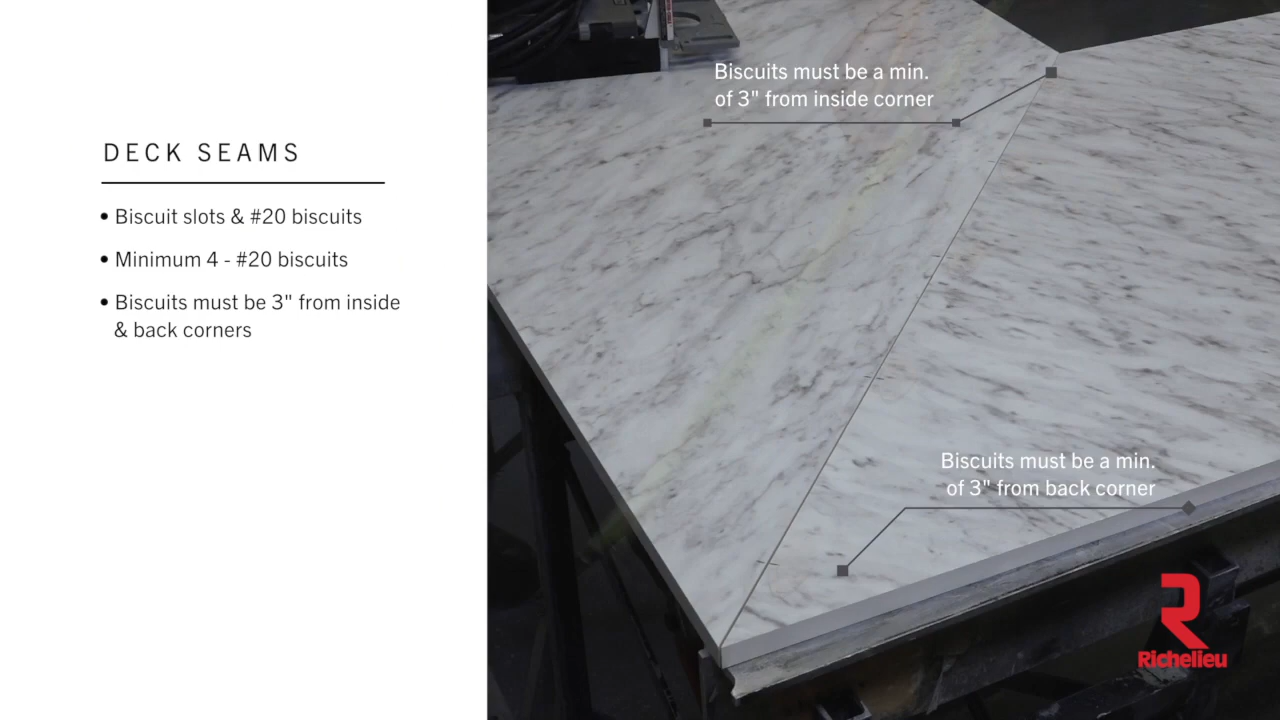 DECK SEAMS
• Biscuit slots & #20 biscuits
• Minimum 4 - #20 biscuits
• Biscuits must be 3" from inside
& back corners
Biscuits must be a min.
of 3" from inside corner
Biscuits must be a min.
of 3" from back corner
Richelieu